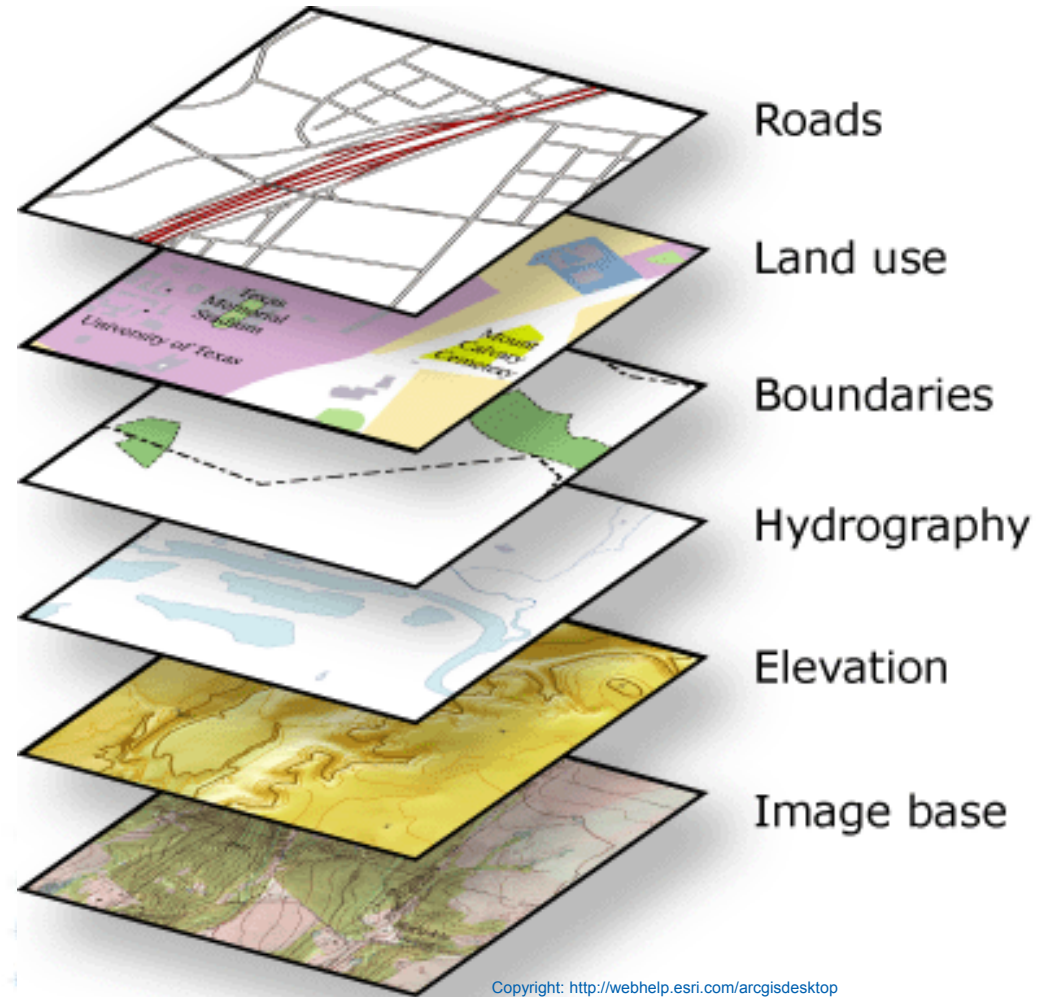 Roads
Land use
Texas
Memorial
Stadium
University of Texas
Mount
Calvary
Cemetery
Boundaries
Hydrography
Elevation
Image base
Copyright: http://webhelp.esri.com/arcgisdesktop